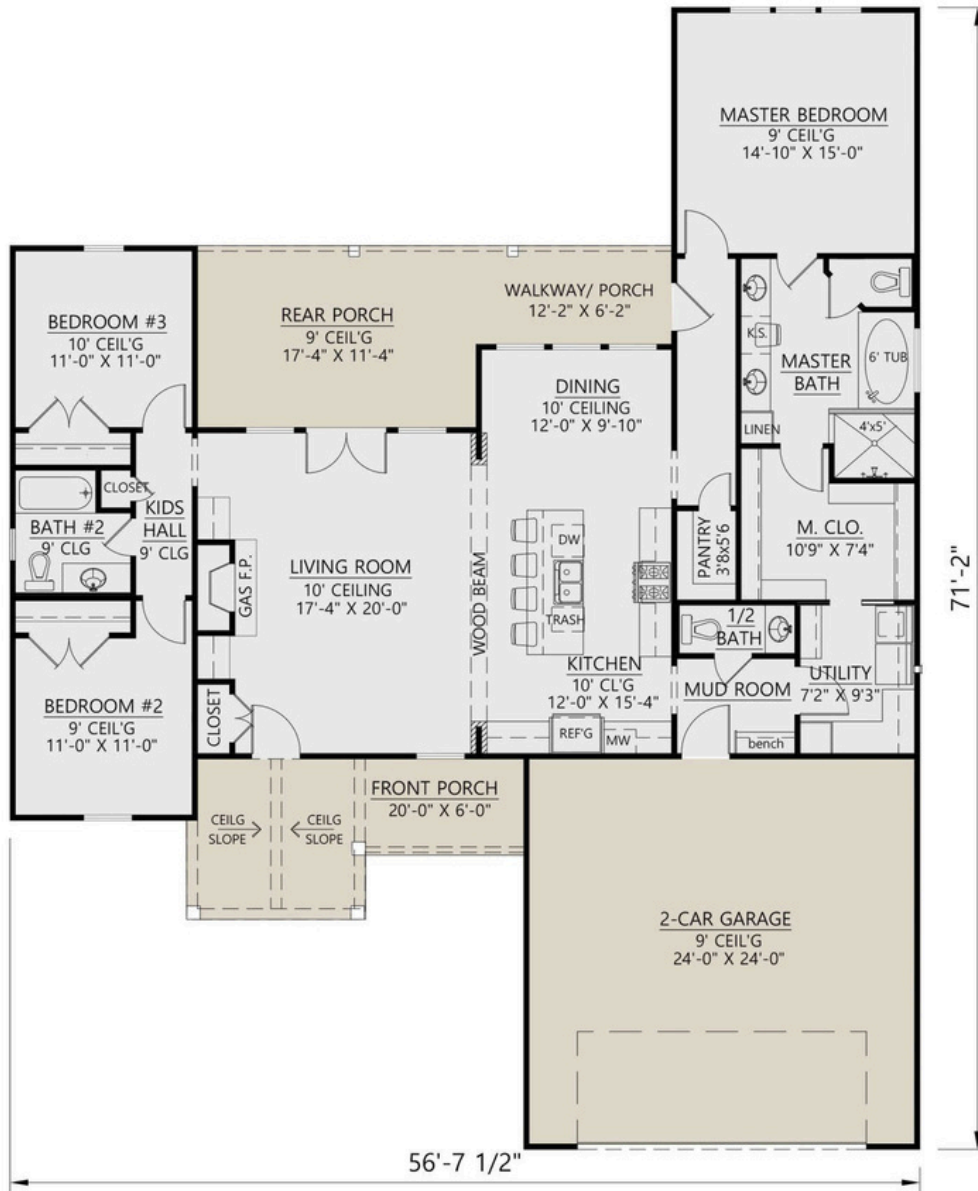 MASTER BEDROOM
9' CEIL'G
14'-10" X 15'-0"
BEDROOM #3
10' CEIL'G
11'-0" X 11'-0"
REAR PORCH
9' CEIL'G
17'-4" X 11'-4"
WALKWAY/ PORCH
12'-2" X 6'-2"
K.S.
MASTER
BATH
6' TUB
LINEN
4'x5'
DINING
10' CEILING
12'-0" X 9'-10"
CLOSET
KIDS
HALL
9' CLG
BATH #2
9' CLG
GAS F.P.
LIVING ROOM
10' CEILING
17'-4" X 20'-0"
WOOD BEAM
DW
TRASH
PANTRY
3'8x5'6
M. CLO.
10'9" X 7'4"
71'-2"
1/2
BATH
KITCHEN
10' CL'G
12'-0" X 15'-4"
MUD ROOM
UTILITY
7'2" X 9'3"
BEDROOM #2
9' CEIL'G
11'-0" X 11'-0"
CLOSET
REF'G
MW
bench
FRONT PORCH
20'-0" X 6'-0"
CEILG
SLOPE
CEILG
SLOPE
2-CAR GARAGE
9' CEIL'G
24'-0" X 24'-0"
56'-7 1/2"